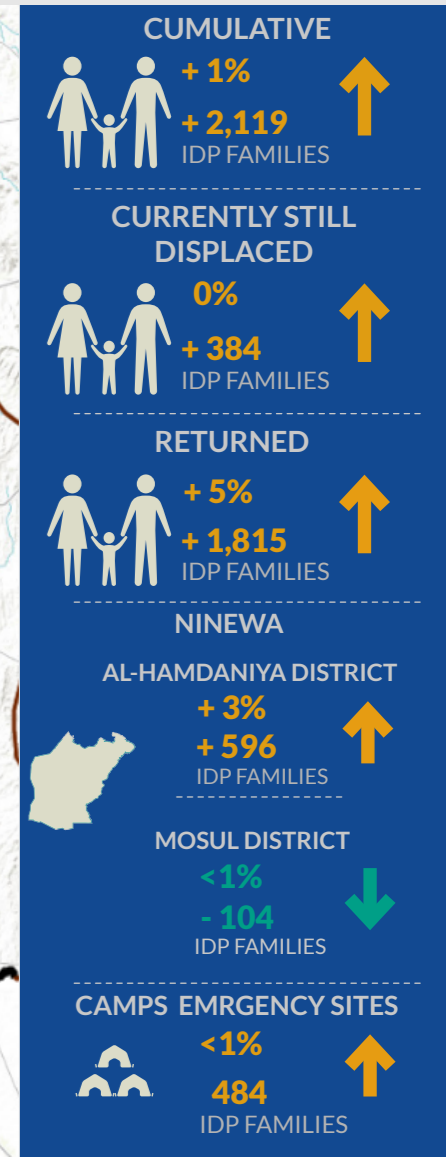 CUMULATIVE
+ 1%
+ 2,119
IDP FAMILIES
CURRENTLY STILL
DISPLACED
0%
+ 384
IDP FAMILIES
RETURNED
+ 5%
+ 1,815
IDP FAMILIES
NINEWA
AL-HAMDANIYA DISTRICT
+ 3%
+ 596
IDP FAMILIES
MOSUL DISTRICT
<1%
- 104
IDP FAMILIES
CAMPS EMRGENCY SITES
<1%
484
IDP FAMILIES